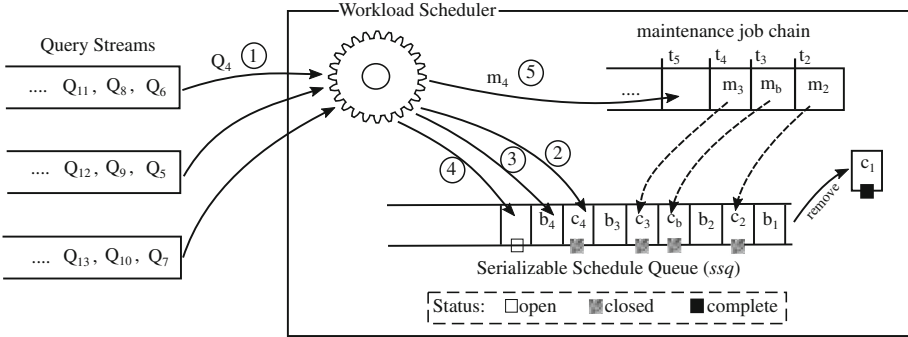 Workload Scheduler
Query Streams
Q4 ①
maintenance job chain
t5 t4 t3 t2
.... Q11, Q8, Q6
m4 ⑤
.... m3 mb m2
.... Q12, Q9, Q5
④ ③ ②
c1
remove
b4 c4 b3 c3 cb b2 c2 b1
.... Q13, Q10, Q7
Serializable Schedule Queue (ssq)
Status: open closed complete